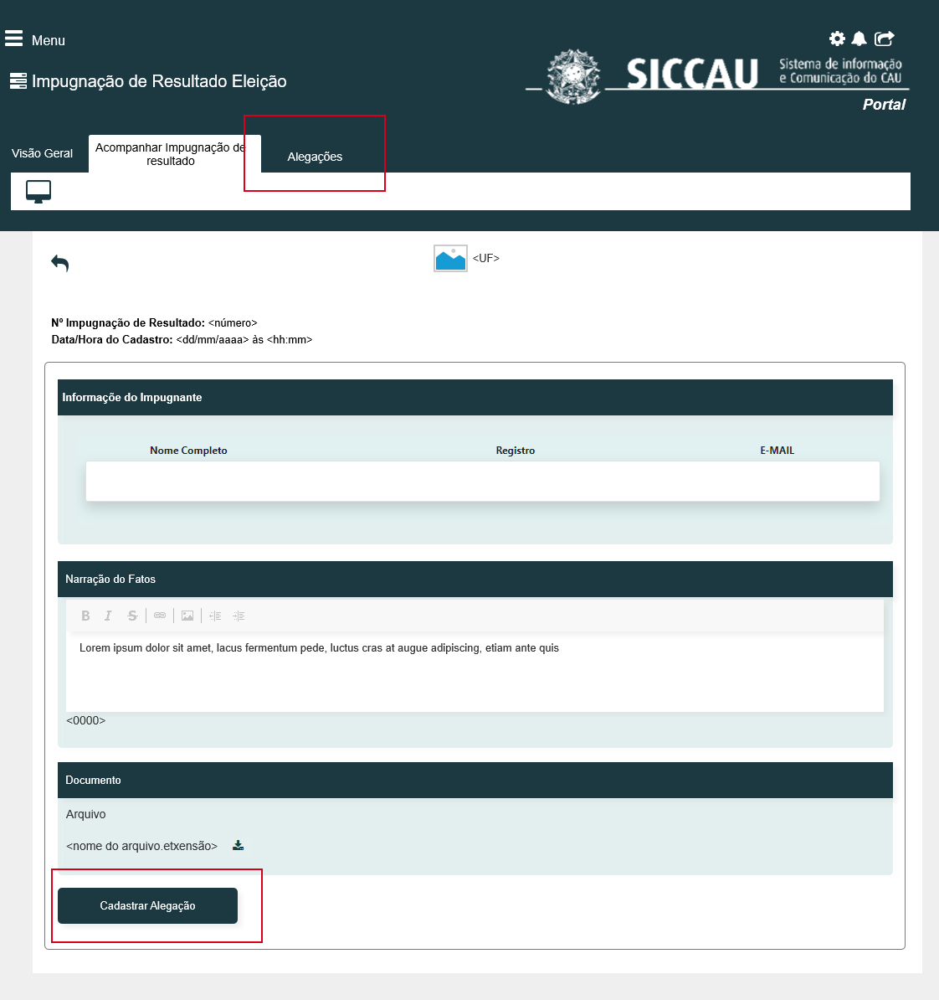 Menu
Impugnação de Resultado Eleição
SICCAU
Sistema de informação
e Comunicação do CAU
Portal
Visão Geral
Acompanhar Impugnação de
resultado
Alegações
<UF>
Nº Impugnação de Resultado: <número>
Data/Hora do Cadastro: <dd/mm/aaaa> às <hh:mm>
Informaçõe do Impugnante
Nome Completo
Registro
E-MAIL
Narração do Fatos
B I S
Lorem ipsum dolor sit amet, lacus fermentum pede, luctus cras at augue adipiscing, etiam ante quis
<0000>
Documento
Arquivo
<nome do arquivo.etxensão>
Cadastrar Alegação